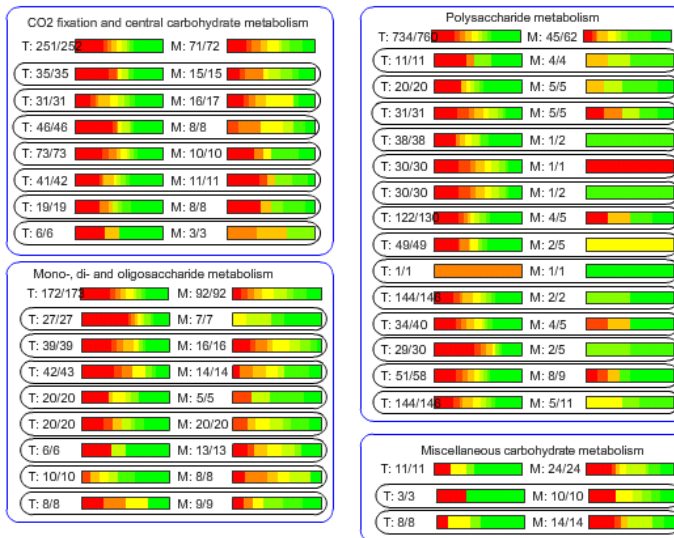 CO2 fixation and central carbohydrate metabolism
T: 251/252 M: 71/72
T: 35/35 M: 15/15
T: 31/31 M: 16/17
T: 46/46 M: 8/8
T: 73/73 M: 10/10
T: 41/42 M: 11/11
T: 19/19 M: 8/8
T: 6/6 M: 3/3
Mono-, di- and oligosaccharide metabolism
T: 172/173 M: 92/92
T: 27/27 M: 7/7
T: 39/39 M: 16/16
T: 42/43 M: 14/14
T: 20/20 M: 5/5
T: 20/20 M: 20/20
T: 6/6 M: 13/13
T: 10/10 M: 8/8
T: 8/8 M: 9/9
Polysaccharide metabolism
T: 734/760 M: 45/62
T: 11/11 M: 4/4
T: 20/20 M: 5/5
T: 31/31 M: 5/5
T: 38/38 M: 1/2
T: 30/30 M: 1/1
T: 30/30 M: 1/2
T: 122/130 M: 4/5
T: 49/49 M: 2/5
T: 1/1 M: 1/1
T: 144/146 M: 2/2
T: 34/40 M: 4/5
T: 29/30 M: 2/5
T: 51/58 M: 8/9
T: 144/146 M: 5/11
Miscellaneous carbohydrate metabolism
T: 11/11 M: 24/24
T: 3/3 M: 10/10
T: 8/8 M: 14/14